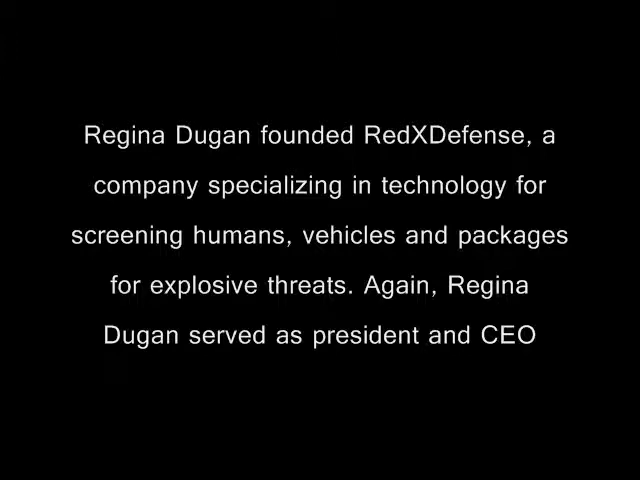 Regina Dugan founded RedXDefense, a
company specializing in technology for
screening humans, vehicles and packages
for explosive threats. Again, Regina
Dugan served as president and CEO